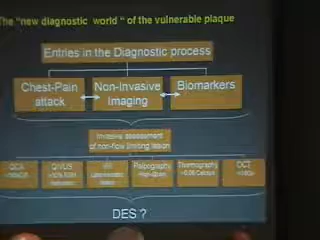 The "new diagnostic world" of the vulnerable plaque
Entries in the Diagnostic process
Chest-Pain
attack
Non-Invasive
Imaging
Biomarkers
Invasive assessment
of non-flow limiting lesion
QCA
QIVUS
Palpography
Thermography
OCT
DES ?